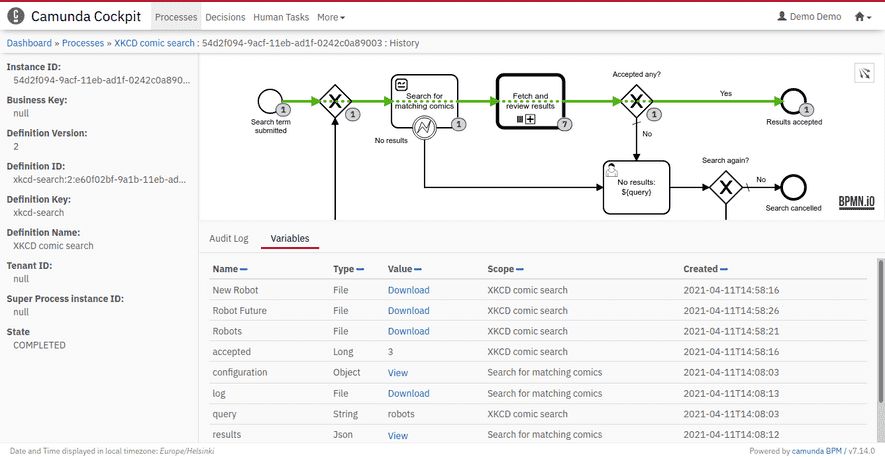 C Camunda Cockpit Processes Decisions Human Tasks More Demo Demo
Dashboard » Processes » XKCD comic search : 54d2f094-9acf-11eb-ad1f-0242c0a89003 : History
Instance ID:
54d2f094-9acf-11eb-ad1f-0242c0a890...
Business Key:
null
Definition Version:
2
Definition ID:
xkcd-search:2:e60f02bf-9a1b-11eb-ad...
Definition Key:
xkcd-search
Definition Name:
XKCD comic search
Tenant ID:
null
Super Process instance ID:
null
State
COMPLETED
Search term
submitted
1
X
1
Search for
matching comics
1
No results
Fetch and
review results
7
Accepted any?
X
1
Yes
1
Results accepted
No
No results:
${query}
Search again?
X
No
Search cancelled
BPMN.iO
Audit Log Variables
Name Type Value Scope Created
New Robot File Download XKCD comic search 2021-04-11T14:58:16
Robot Future File Download XKCD comic search 2021-04-11T14:58:26
Robots File Download XKCD comic search 2021-04-11T14:58:21
accepted Long 3 XKCD comic search 2021-04-11T14:58:16
configuration Object View Search for matching comics 2021-04-11T14:08:03
log File Download Search for matching comics 2021-04-11T14:08:13
query String robots XKCD comic search 2021-04-11T14:08:03
results Json View Search for matching comics 2021-04-11T14:08:12
Date and Time displayed in local timezone: Europe/Helsinki
Powered by camunda BPM / v7.14.0